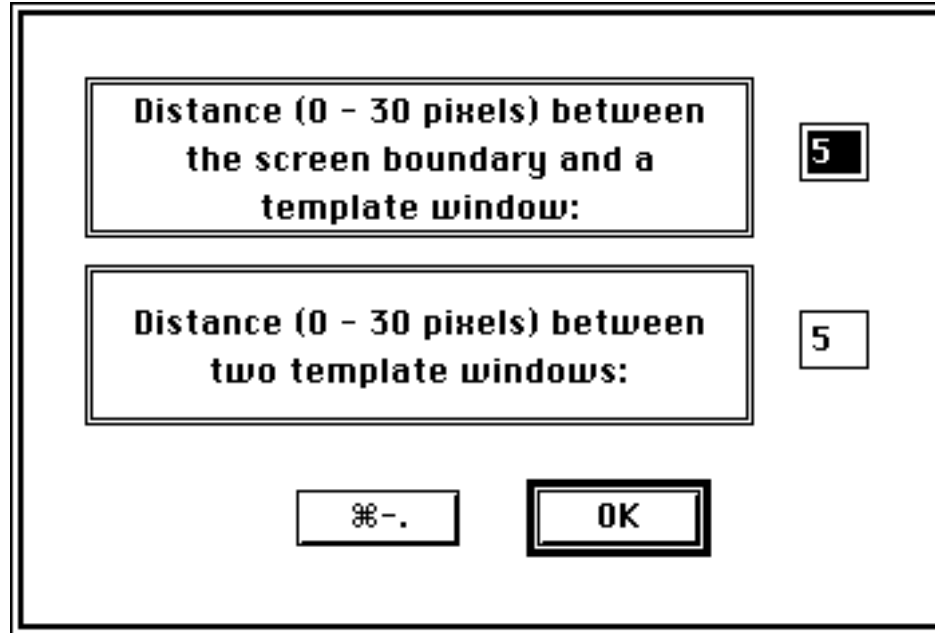 Distance (0 - 30 pixels) between
the screen boundary and a
template window:
5
Distance (0 - 30 pixels) between
two template windows:
5
⌘-.
OK